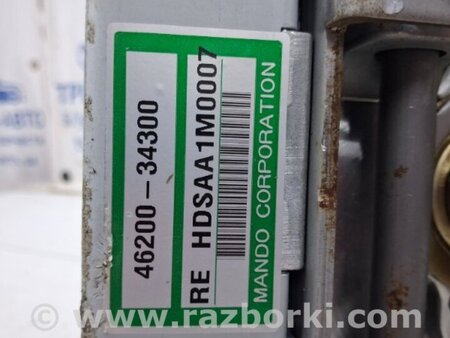 46200-34300
RE HDSAA1M0007
MANDO CORPORATION
© www.razborki.com